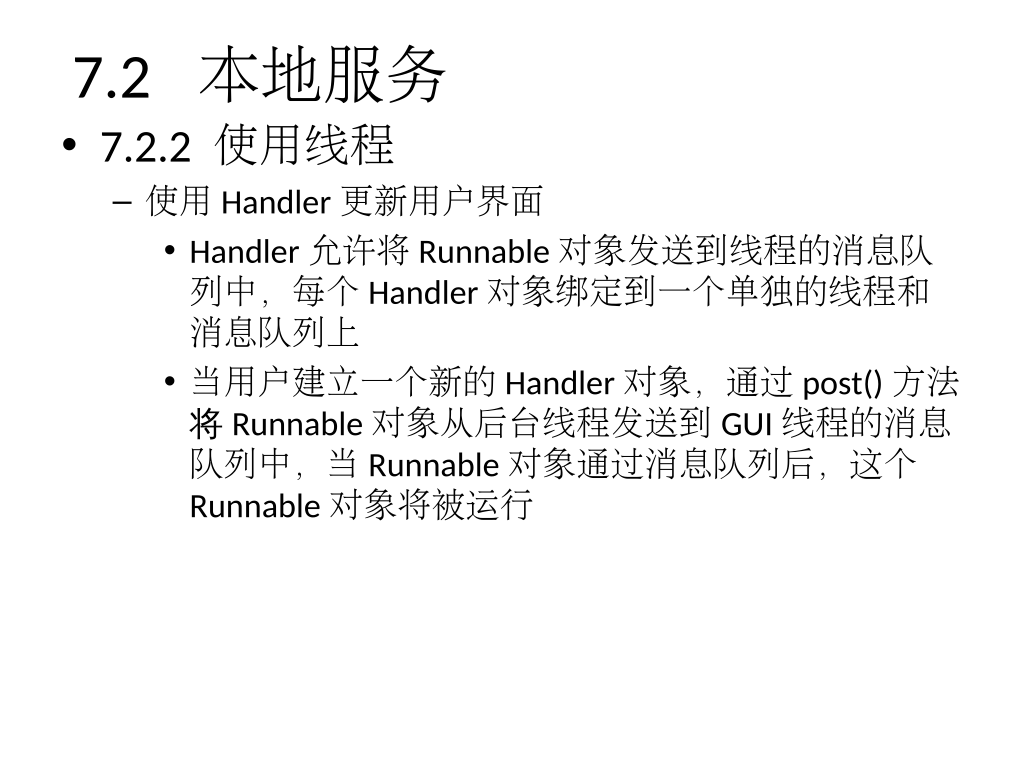 7.2 本地服务
• 7.2.2 使用线程
– 使用 Handler 更新用户界面
• Handler 允许将 Runnable 对象发送到线程的消息队
列中，每个 Handler 对象绑定到一个单独的线程和
消息队列上
• 当用户建立一个新的 Handler 对象，通过 post() 方法
将 Runnable 对象从后台线程发送到 GUI 线程的消息
队列中，当 Runnable 对象通过消息队列后，这个
Runnable 对象将被运行